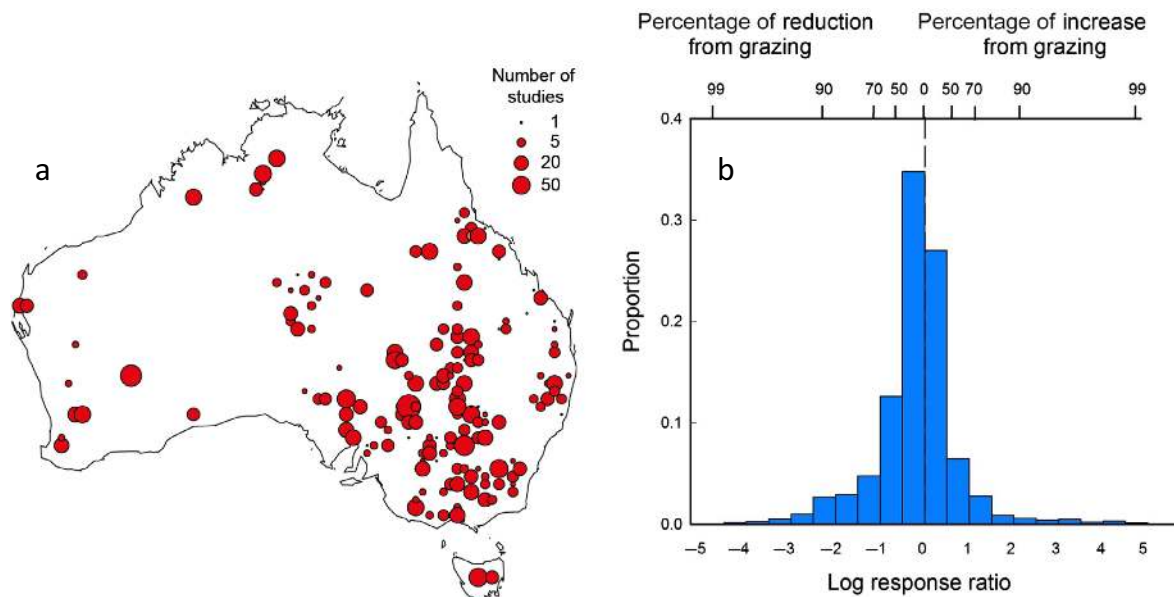 a
Number of
studies
1
5
20
50
Percentage of reduction
from grazing
Percentage of increase
from grazing
99 90 70 50 0 50 70 90 99
b
0.4
0.3
0.2
0.1
0.0
Proportion
–5 –4 –3 –2 –1 0 1 2 3 4 5
Log response ratio